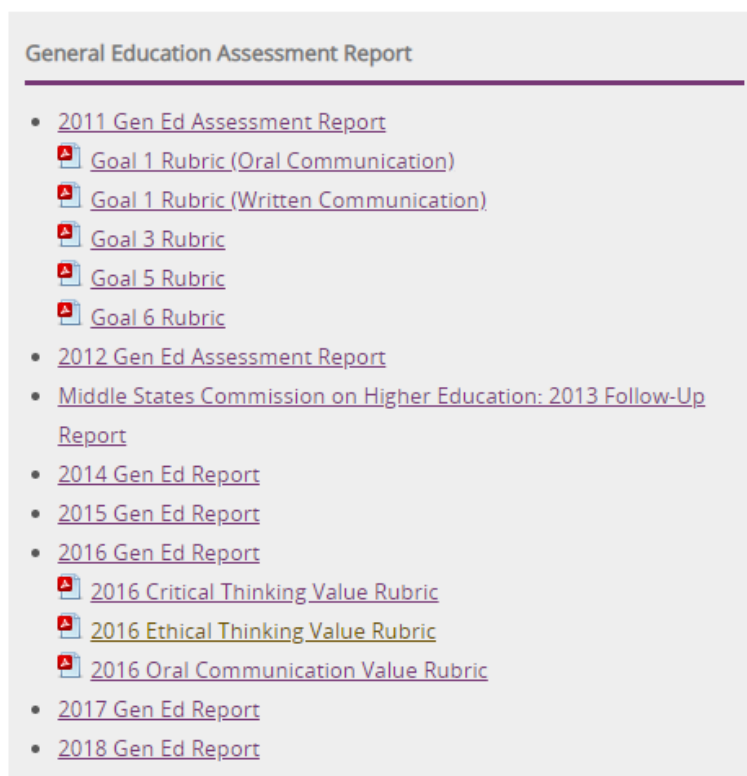 General Education Assessment Report
2011 Gen Ed Assessment Report
Goal 1 Rubric (Oral Communication)
Goal 1 Rubric (Written Communication)
Goal 3 Rubric
Goal 5 Rubric
Goal 6 Rubric
2012 Gen Ed Assessment Report
Middle States Commission on Higher Education: 2013 Follow-Up
Report
2014 Gen Ed Report
2015 Gen Ed Report
2016 Gen Ed Report
2016 Critical Thinking Value Rubric
2016 Ethical Thinking Value Rubric
2016 Oral Communication Value Rubric
2017 Gen Ed Report
2018 Gen Ed Report